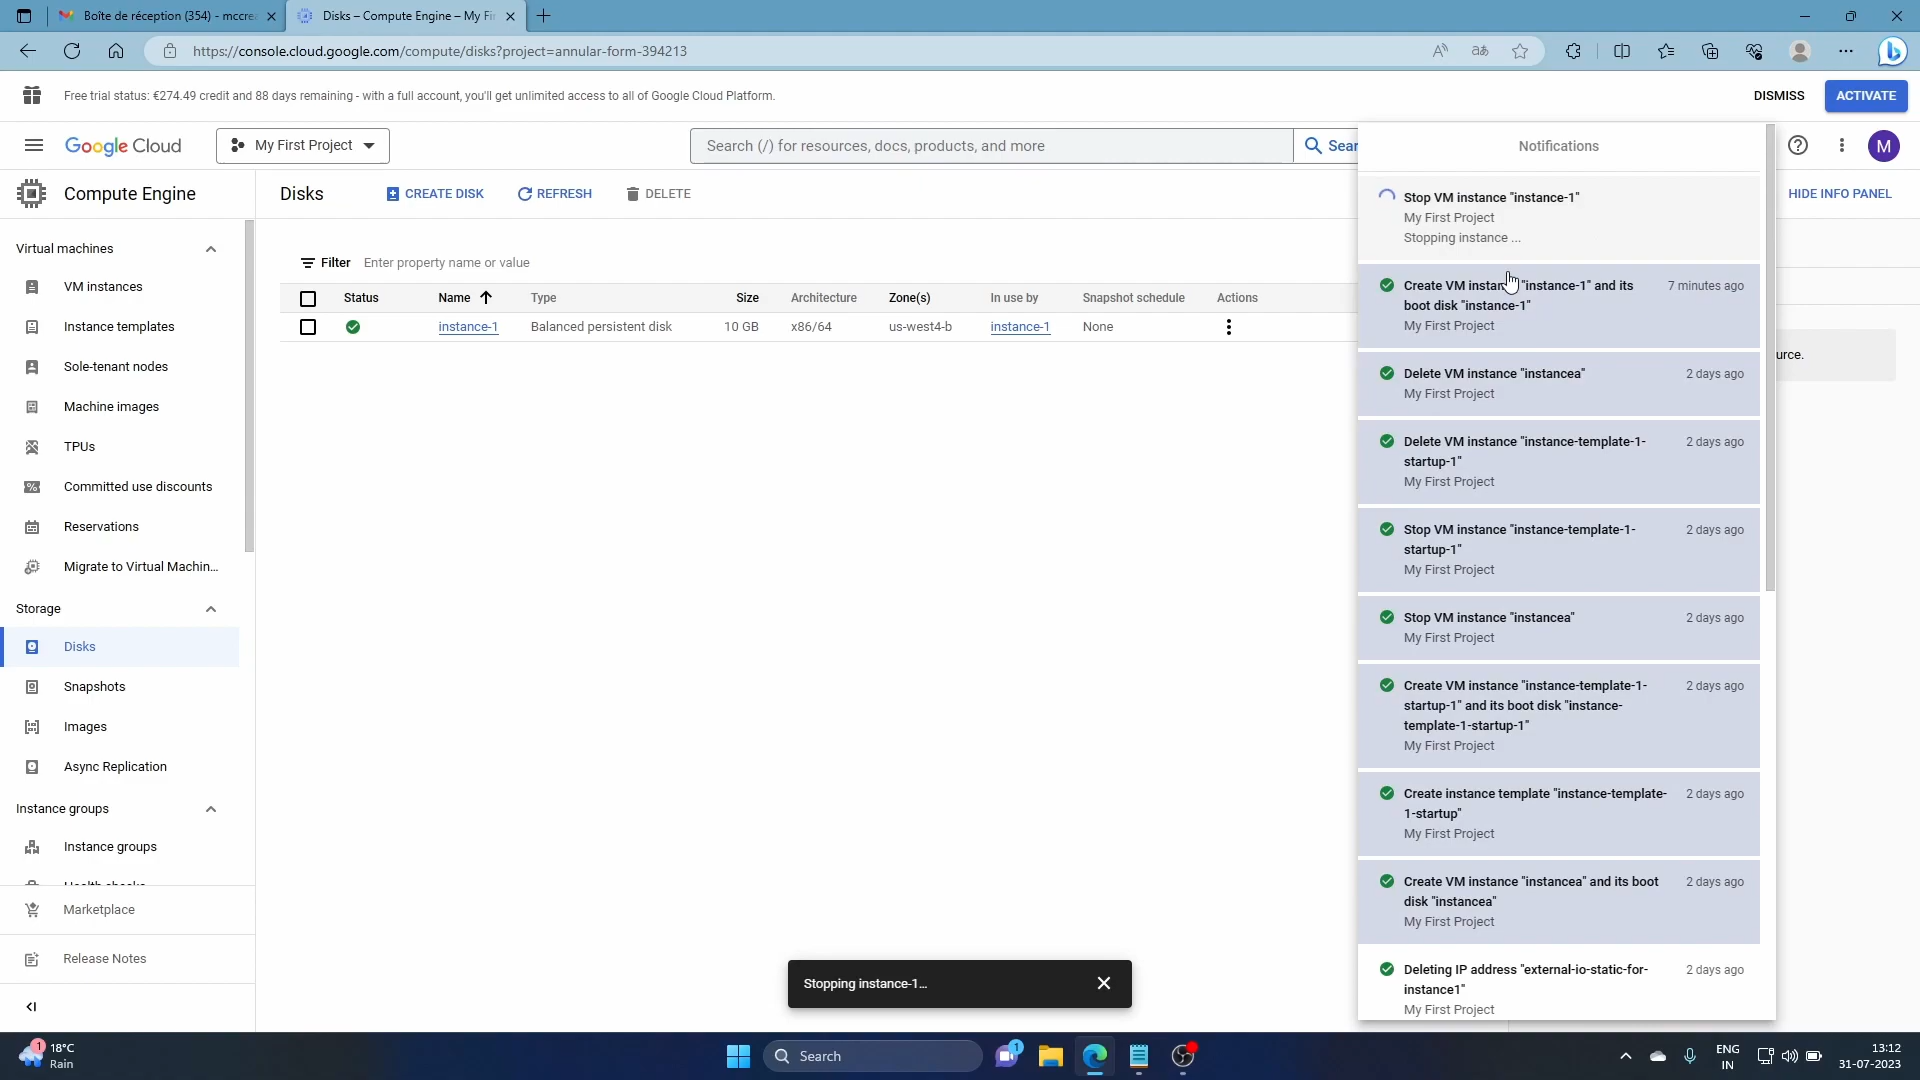 Boîte de réception (354) - mccrea
Disks – Compute Engine – My Fir
https://console.cloud.google.com/compute/disks?project=annular-form-394213
Free trial status: €274.49 credit and 88 days remaining - with a full account, you'll get unlimited access to all of Google Cloud Platform.
DISMISS
ACTIVATE
Google Cloud
My First Project
Search (/) for resources, docs, products, and more
Sear
M
Compute Engine
Disks
CREATE DISK
REFRESH
DELETE
HIDE INFO PANEL
Virtual machines
VM instances
Instance templates
Sole-tenant nodes
Machine images
TPUs
Committed use discounts
Reservations
Migrate to Virtual Machin...
Storage
Disks
Snapshots
Images
Async Replication
Instance groups
Instance groups
Health checks
Marketplace
Release Notes
Filter Enter property name or value
Status Name Type Size Architecture Zone(s) In use by Snapshot schedule Actions
instance-1 Balanced persistent disk 10 GB x86/64 us-west4-b instance-1 None
urce.
Notifications
Stop VM instance "instance-1"
My First Project
Stopping instance ...
Create VM instance "instance-1" and its 7 minutes ago
boot disk "instance-1"
My First Project
Delete VM instance "instancea" 2 days ago
My First Project
Delete VM instance "instance-template-1- 2 days ago
startup-1"
My First Project
Stop VM instance "instance-template-1- 2 days ago
startup-1"
My First Project
Stop VM instance "instancea" 2 days ago
My First Project
Create VM instance "instance-template-1- 2 days ago
startup-1" and its boot disk "instance-
template-1-startup-1"
My First Project
Create instance template "instance-template- 2 days ago
1-startup"
My First Project
Create VM instance "instancea" and its boot 2 days ago
disk "instancea"
My First Project
Deleting IP address "external-io-static-for- 2 days ago
instance1"
My First Project
Stopping instance-1...
1
18°C
Rain
Search
1
ENG
IN
13:12
31-07-2023